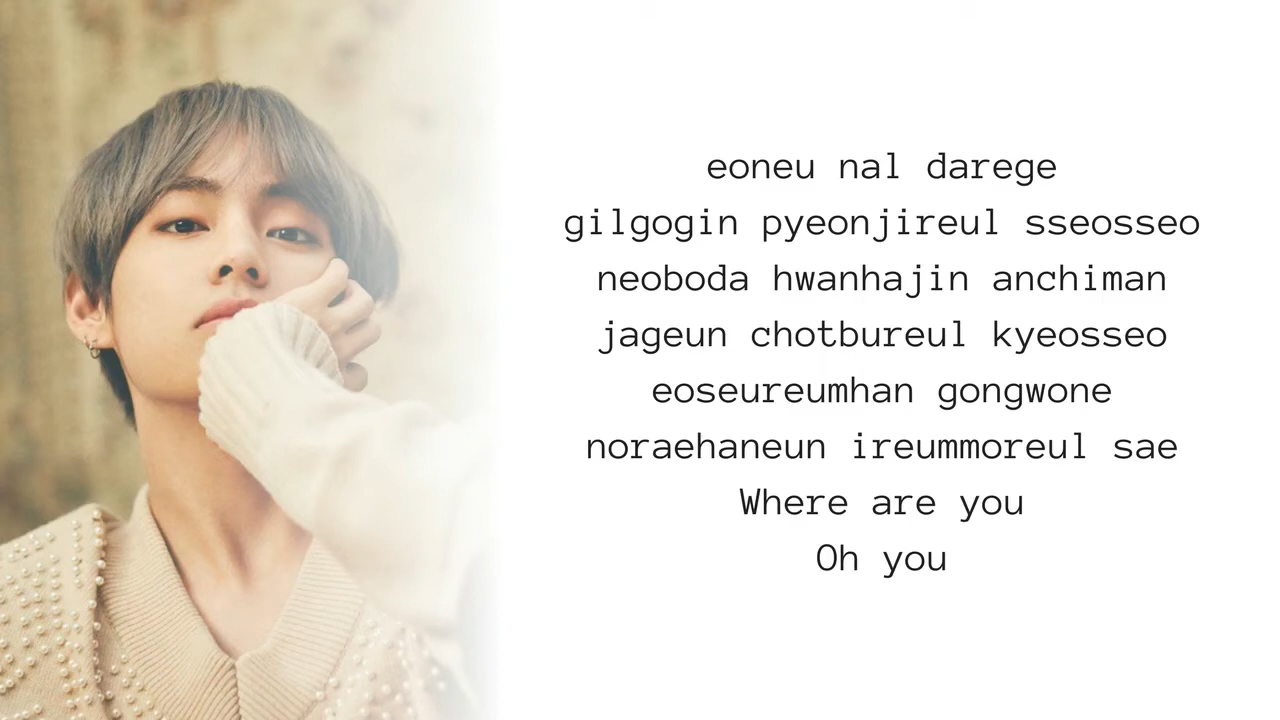 eoneu nal darege
gilgogin pyeonjireul sseosseo
neoboda hwanhajin anchiman
jageun chotbureul kyeosseo
eoseureumhan gongwone
noraehaneun ireummoreul sae
Where are you
Oh you